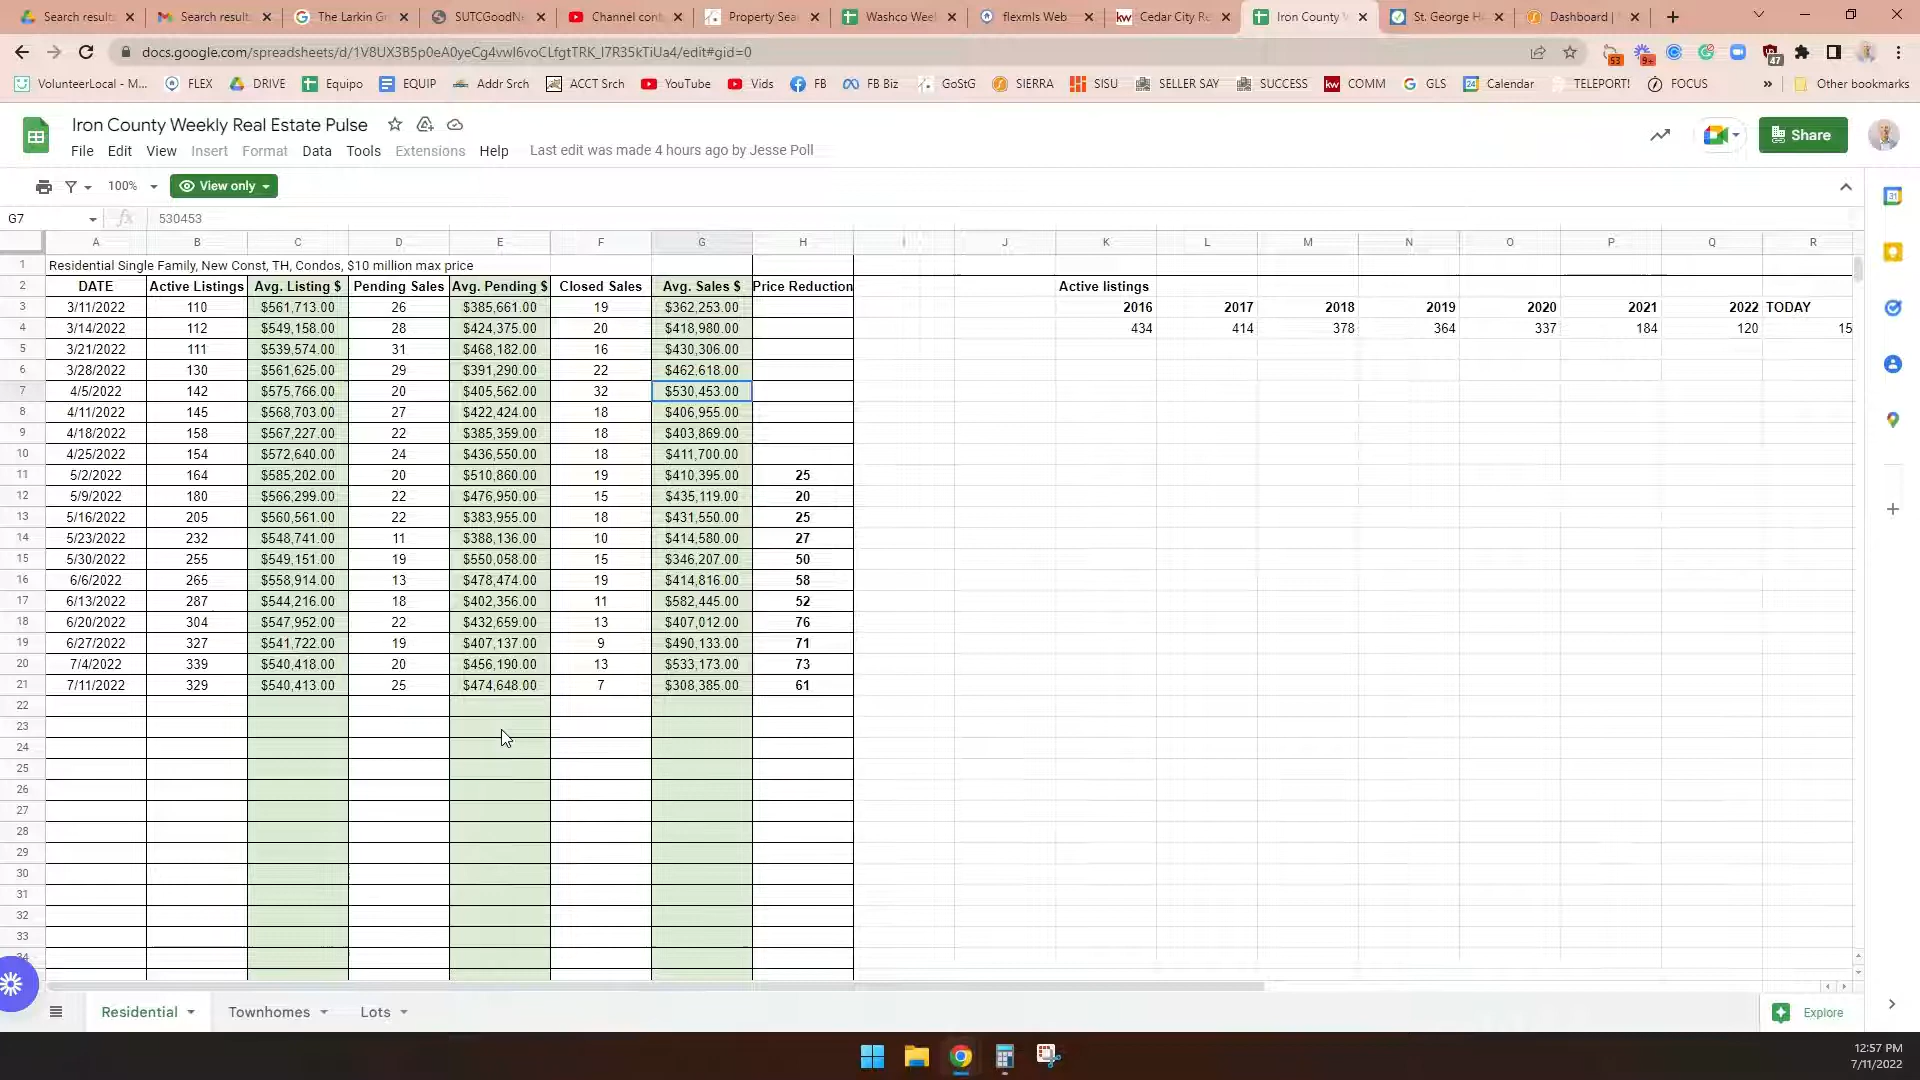 Search result:
Search result:
The Larkin Gr
SUTCGoodN
Channel cont
Property Sea
Washco Wee
flexmls Web
Cedar City Re
Iron County W
St. George H
Dashboard |
docs.google.com/spreadsheets/d/1V8UX3B5p0eA0yeCg4vwI6voCLfgtTRK_I7R35kTiUa4/edit#gid=0
53
9+
47
VolunteerLocal - M...
FLEX
DRIVE
Equipo
EQUIP
Addr Srch
ACCT Srch
YouTube
Vids
FB
FB Biz
GoStG
SIERRA
SISU
SELLER SAY
SUCCESS
kw COMM
GLS
Calendar
TELEPORT!
FOCUS
»
Other bookmarks
Iron County Weekly Real Estate Pulse
File Edit View Insert Format Data Tools Extensions Help Last edit was made 4 hours ago by Jesse Poll
Share
100% View only
G7 fx 530453
A B C D E F G H I J K L M N O P Q R
1 Residential Single Family, New Const, TH, Condos, $10 million max price
2 DATE Active Listings Avg. Listing $ Pending Sales Avg. Pending $ Closed Sales Avg. Sales $ Price Reduction Active listings
3 3/11/2022 110 $561,713.00 26 $385,661.00 19 $362,253.00 2016 2017 2018 2019 2020 2021 2022 TODAY
4 3/14/2022 112 $549,158.00 28 $424,375.00 20 $418,980.00 434 414 378 364 337 184 120 15
5 3/21/2022 111 $539,574.00 31 $468,182.00 16 $430,306.00
6 3/28/2022 130 $561,625.00 29 $391,290.00 22 $462,618.00
7 4/5/2022 142 $575,766.00 20 $405,562.00 32 $530,453.00
8 4/11/2022 145 $568,703.00 27 $422,424.00 18 $406,955.00
9 4/18/2022 158 $567,227.00 22 $385,359.00 18 $403,869.00
10 4/25/2022 154 $572,640.00 24 $436,550.00 18 $411,700.00
11 5/2/2022 164 $585,202.00 20 $510,860.00 19 $410,395.00 25
12 5/9/2022 180 $566,299.00 22 $476,950.00 15 $435,119.00 20
13 5/16/2022 205 $560,561.00 22 $383,955.00 18 $431,550.00 25
14 5/23/2022 232 $548,741.00 11 $388,136.00 10 $414,580.00 27
15 5/30/2022 255 $549,151.00 19 $550,058.00 15 $346,207.00 50
16 6/6/2022 265 $558,914.00 13 $478,474.00 19 $414,816.00 58
17 6/13/2022 287 $544,216.00 18 $402,356.00 11 $582,445.00 52
18 6/20/2022 304 $547,952.00 22 $432,659.00 13 $407,012.00 76
19 6/27/2022 327 $541,722.00 19 $407,137.00 9 $490,133.00 71
20 7/4/2022 339 $540,418.00 20 $456,190.00 13 $533,173.00 73
21 7/11/2022 329 $540,413.00 25 $474,648.00 7 $308,385.00 61
22
23
24
25
26
27
28
29
30
31
32
33
34
Residential Townhomes Lots
Explore
12:57 PM
7/11/2022